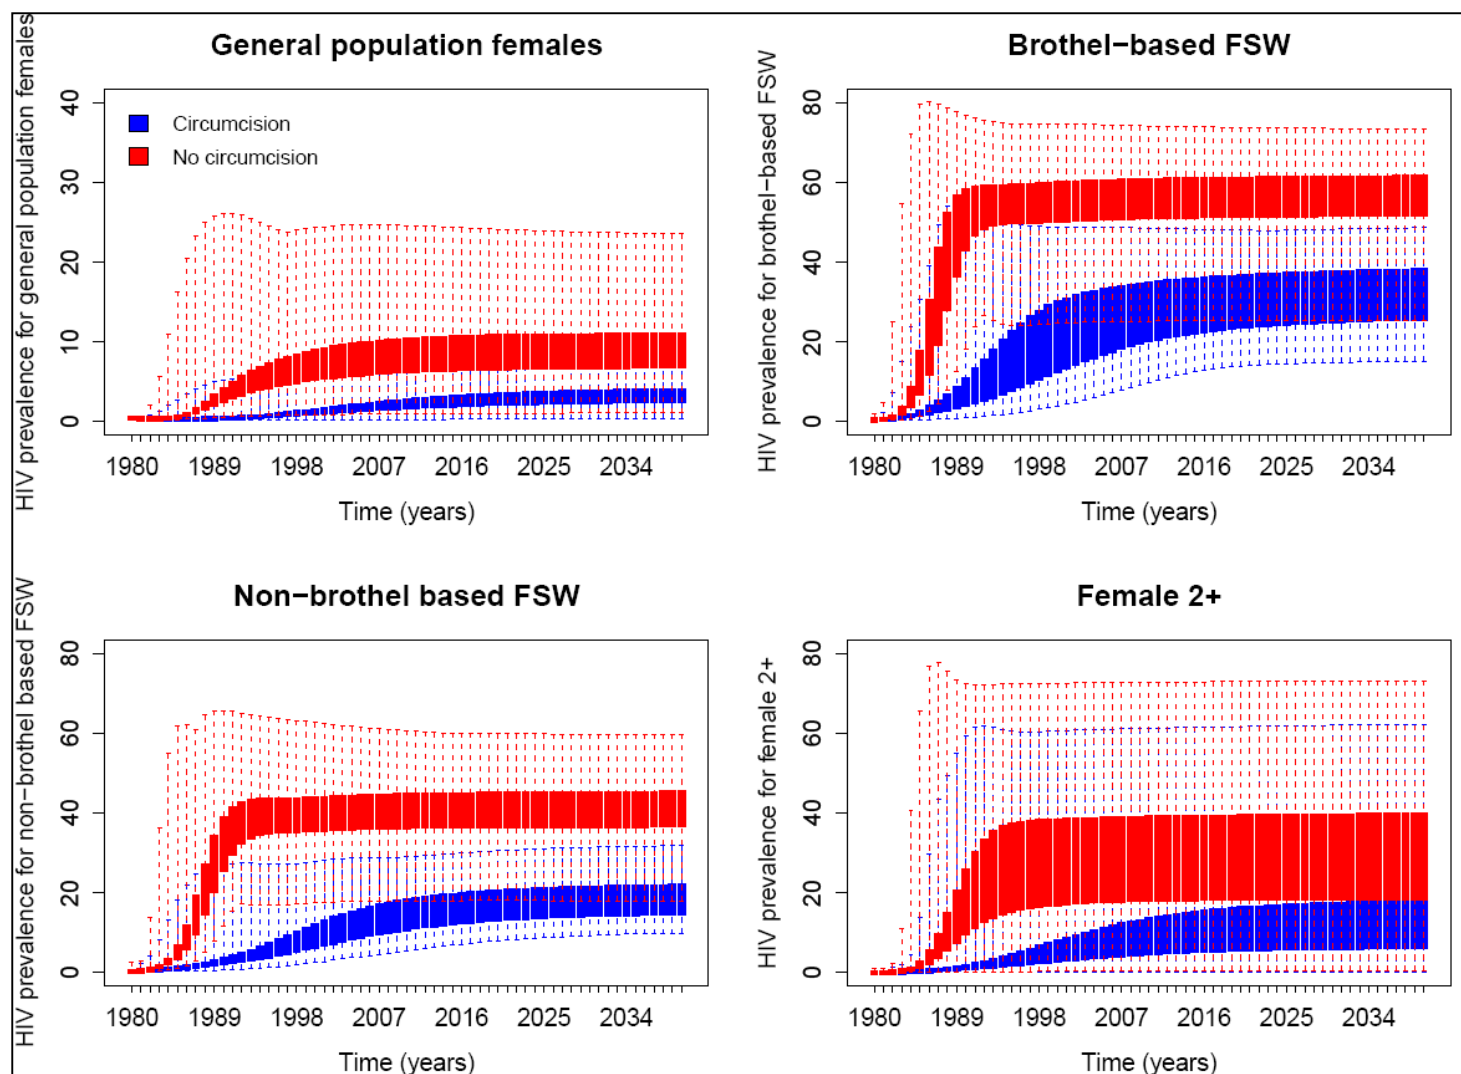 General population females
HIV prevalence for general population females
40
30
20
10
0
Circumcision
No circumcision
1980 1989 1998 2007 2016 2025 2034
Time (years)
Brothel−based FSW
HIV prevalence for brothel−based FSW
80
60
40
20
0
1980 1989 1998 2007 2016 2025 2034
Time (years)
Non−brothel based FSW
HIV prevalence for non−brothel based FSW
80
60
40
20
0
1980 1989 1998 2007 2016 2025 2034
Time (years)
Female 2+
HIV prevalence for female 2+
80
60
40
20
0
1980 1989 1998 2007 2016 2025 2034
Time (years)